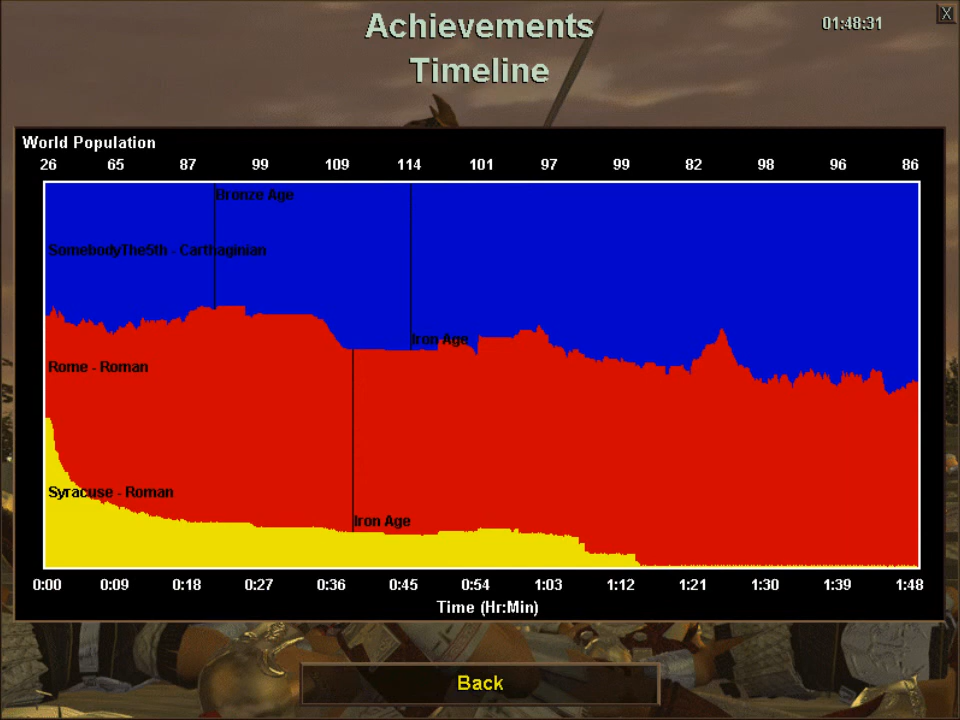 Achievements
01:48:31
X
Timeline
World Population
26 65 87 99 109 114 101 97 99 82 98 96 86
Bronze Age
SomebodyThe5th - Carthaginian
Iron Age
Rome - Roman
Syracuse - Roman
Iron Age
0:00 0:09 0:18 0:27 0:36 0:45 0:54 1:03 1:12 1:21 1:30 1:39 1:48
Time (Hr:Min)
Back